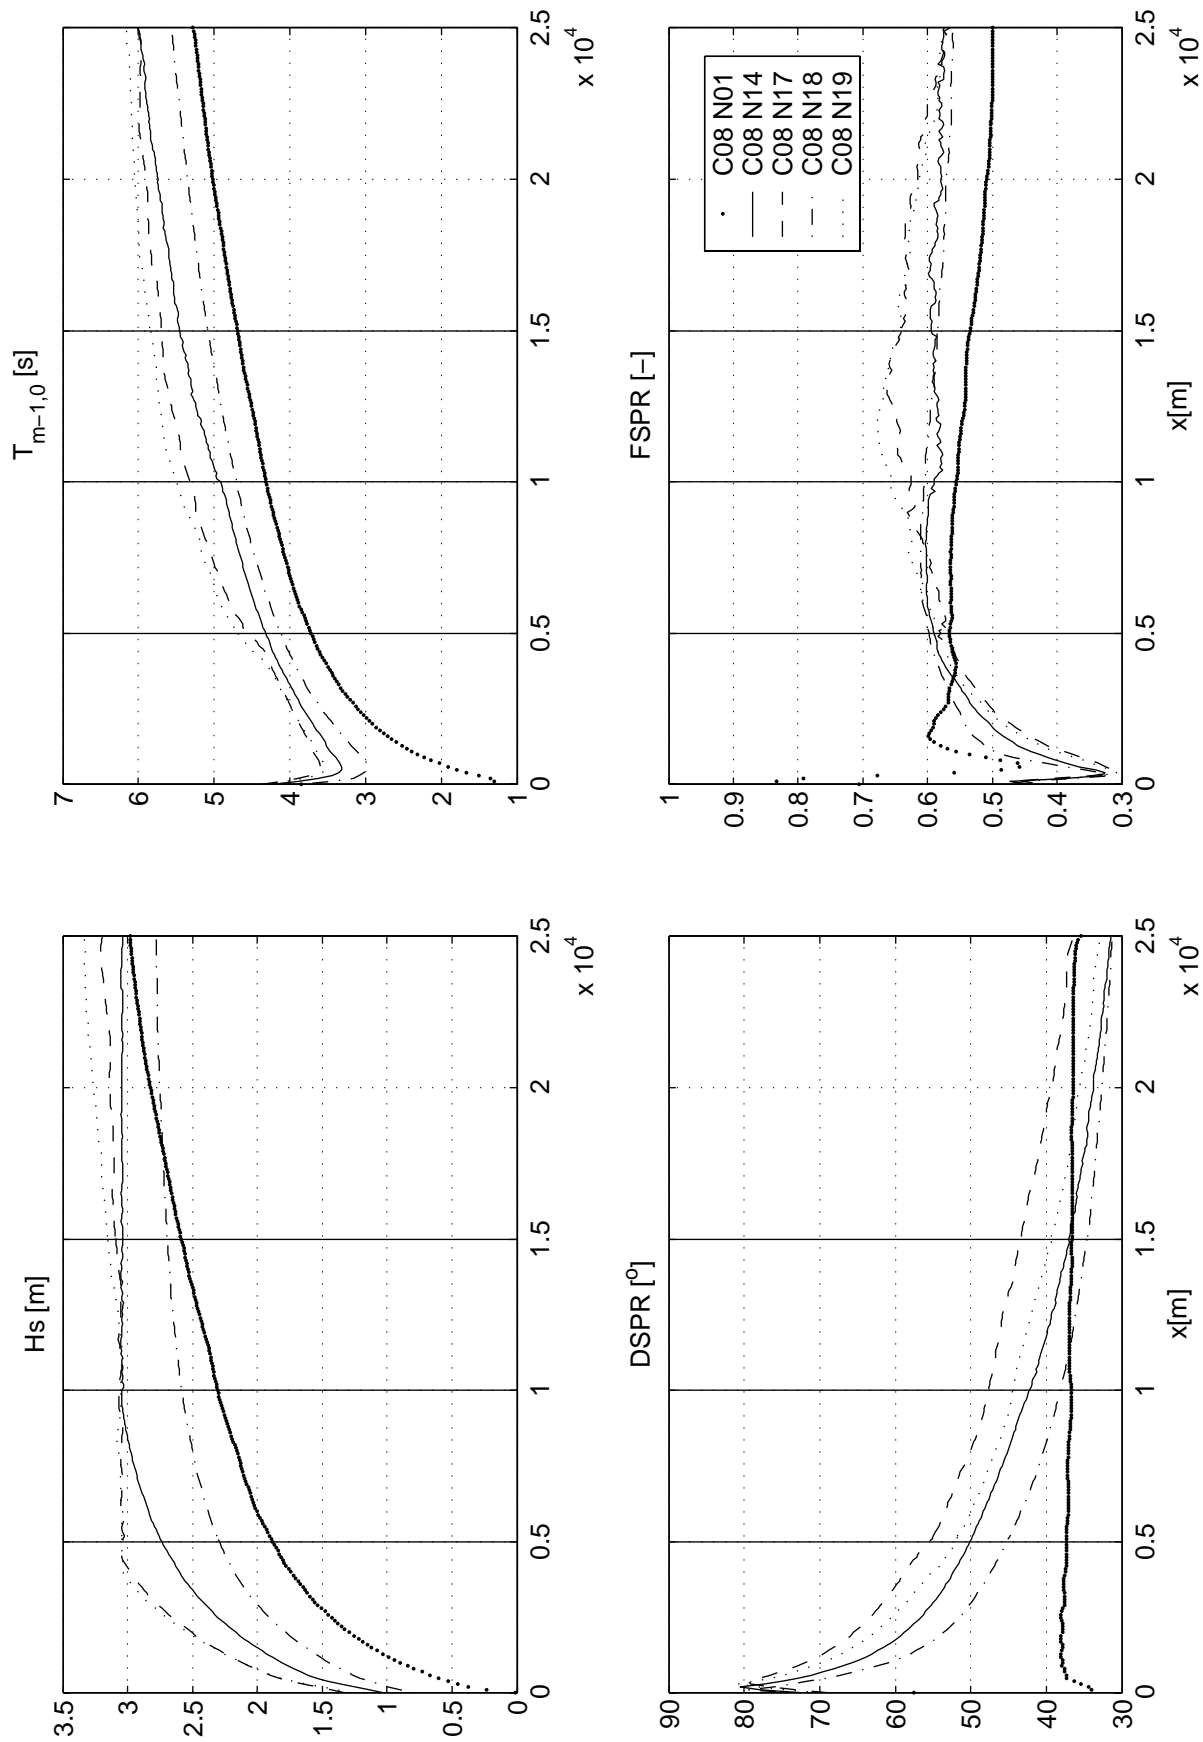 Hs [m]
3.5
3
2.5
2
1.5
1
0.5
0
0 0.5 1 1.5 2 2.5
x 10^4
T_{m−1,0} [s]
7
6
5
4
3
2
1
0 0.5 1 1.5 2 2.5
x 10^4
DSPR [^o]
90
80
70
60
50
40
30
0 0.5 1 1.5 2 2.5
x 10^4
x[m]
FSPR [−]
1
0.9
0.8
0.7
0.6
0.5
0.4
0.3
0 0.5 1 1.5 2 2.5
x 10^4
x[m]
C08 N01
C08 N14
C08 N17
C08 N18
C08 N19